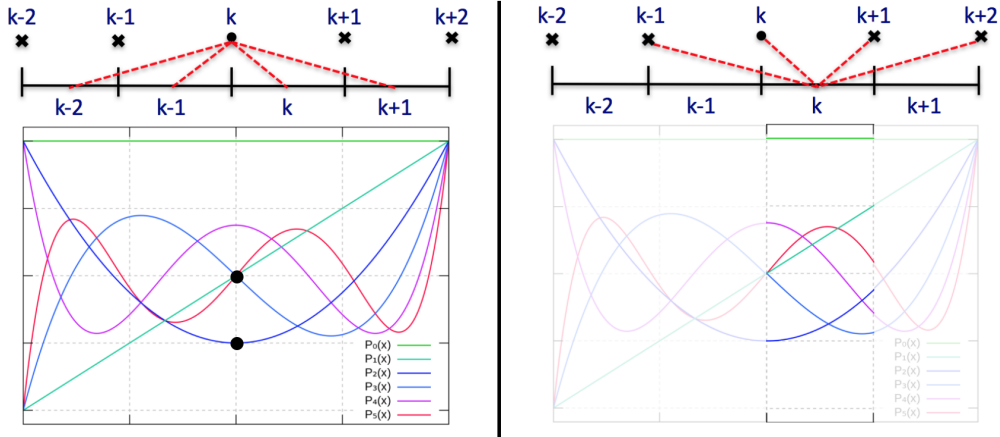 k-2 k-1 k k+1 k+2
k-2 k-1 k k+1
P₀(x)
P₁(x)
P₂(x)
P₃(x)
P₄(x)
P₅(x)
k-2 k-1 k k+1 k+2
k-2 k-1 k k+1
P₀(x)
P₁(x)
P₂(x)
P₃(x)
P₄(x)
P₅(x)